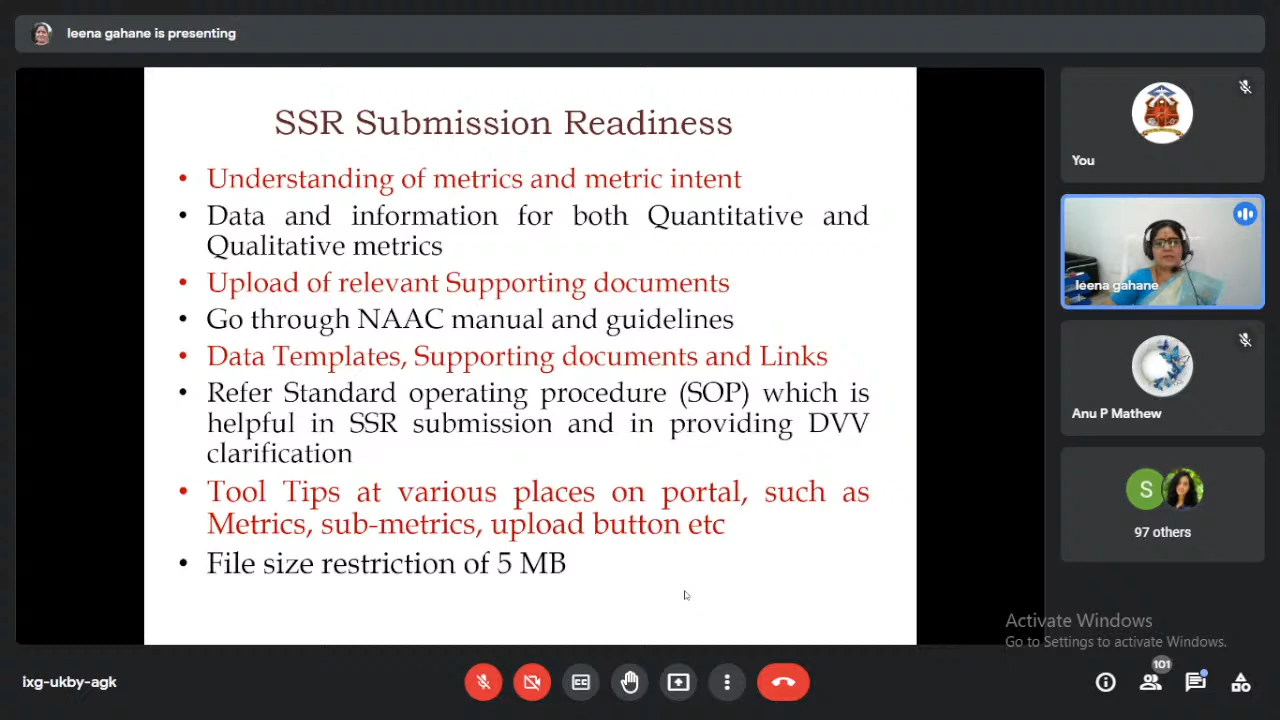 leena gahane is presenting
SSR Submission Readiness
• Understanding of metrics and metric intent
• Data and information for both Quantitative and
Qualitative metrics
• Upload of relevant Supporting documents
• Go through NAAC manual and guidelines
• Data Templates, Supporting documents and Links
• Refer Standard operating procedure (SOP) which is
helpful in SSR submission and in providing DVV
clarification
• Tool Tips at various places on portal, such as
Metrics, sub-metrics, upload button etc
• File size restriction of 5 MB
You
leena gahane
Anu P Mathew
S
97 others
Activate Windows
Go to Settings to activate Windows.
ixg-ukby-agk
101